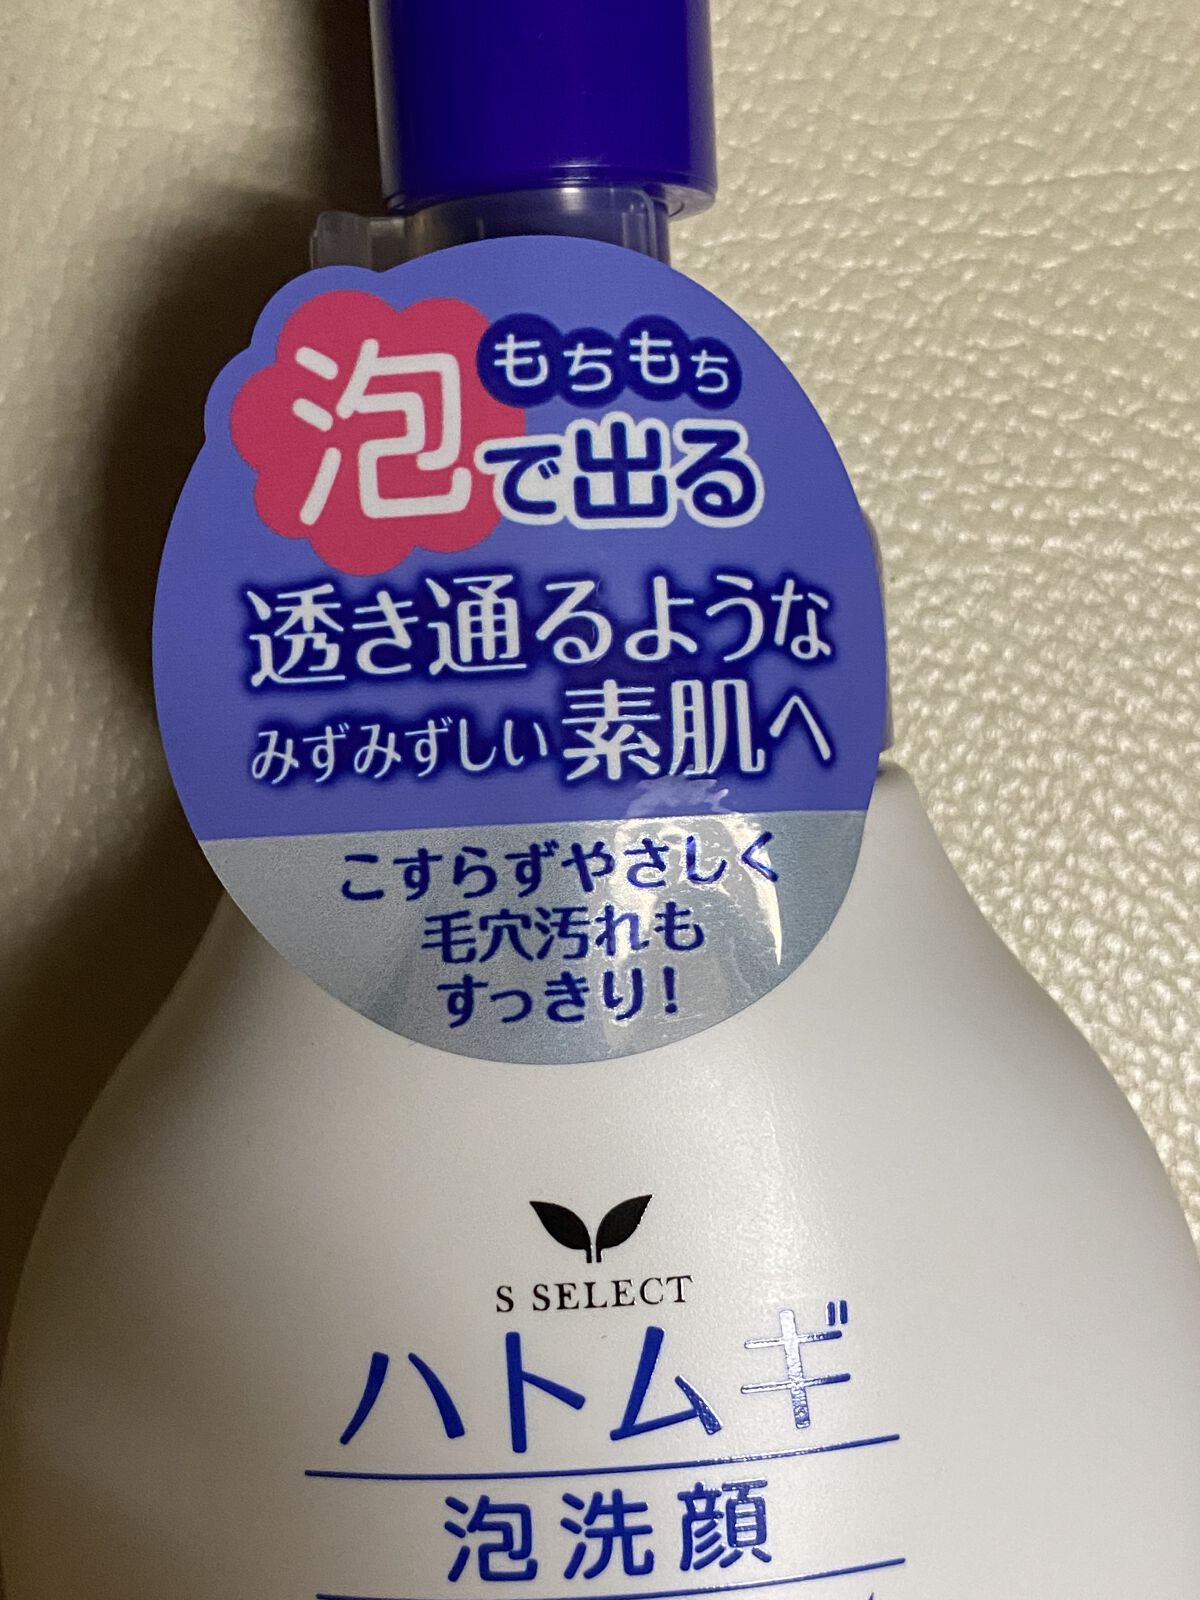 もちもち
泡で出る
透き通るような
みずみずしい素肌へ
こすらずやさしく
毛穴汚れも
すっきり!
S SELECT
ハトムギ
泡洗顔